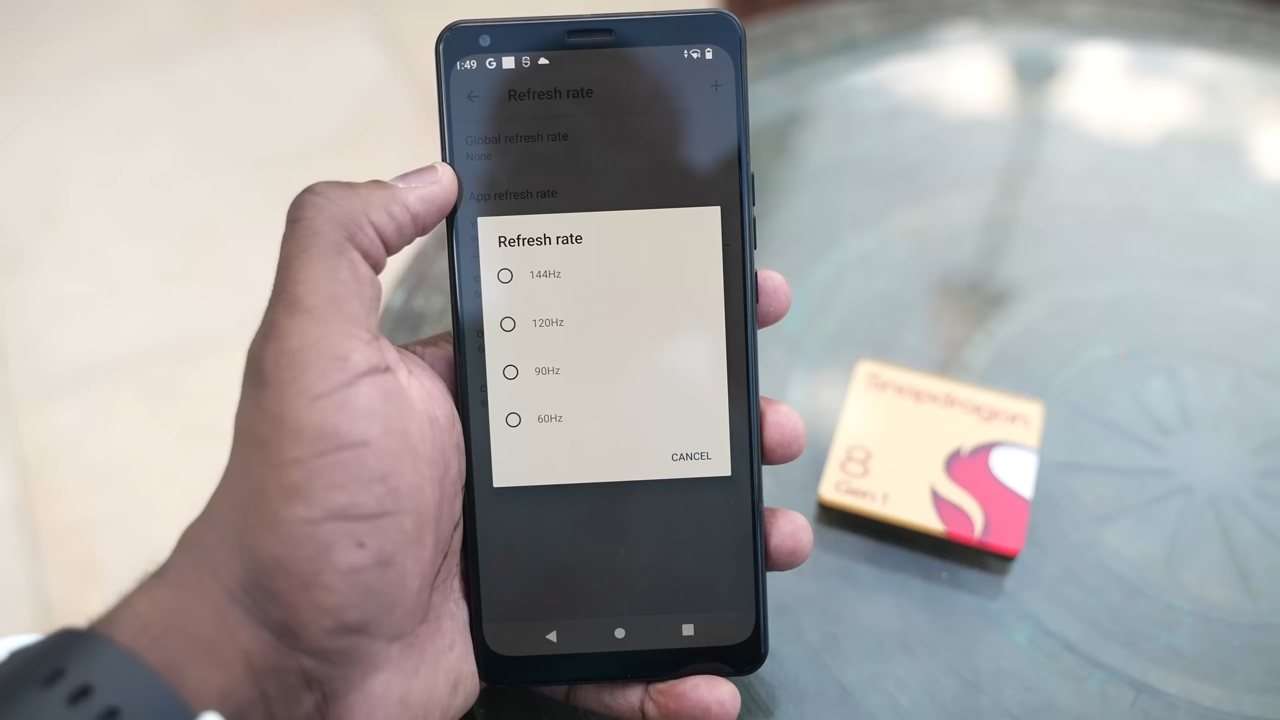 1:49
Refresh rate
Global refresh rate
None
App refresh rate
Refresh rate
144Hz
120Hz
90Hz
60Hz
CANCEL
Snapdragon
8
Gen 1